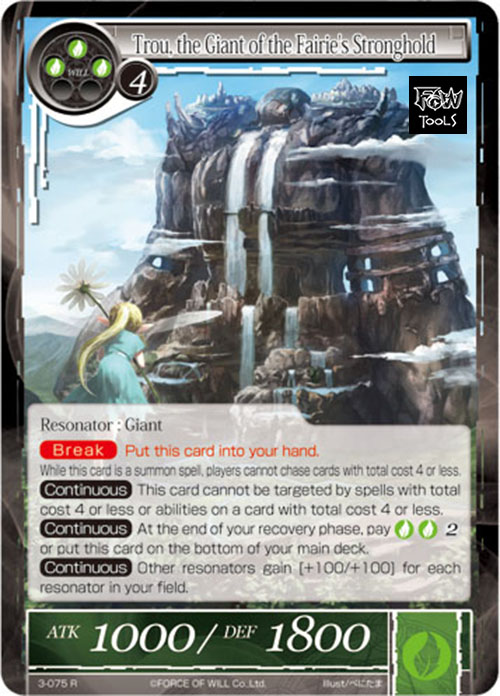 Trou, the Giant of the Fairie's Stronghold
WILL
4
FOW
TOOLS
Resonator : Giant
Break Put this card into your hand.
While this card is a summon spell, players cannot chase cards with total cost 4 or less.
Continuous This card cannot be targeted by spells with total
cost 4 or less or abilities on a card with total cost 4 or less.
Continuous At the end of your recovery phase, pay 2
or put this card on the bottom of your main deck.
Continuous Other resonators gain [+100/+100] for each
resonator in your field.
ATK 1000 / DEF 1800
3-075 R ©FORCE OF WILL Co.,Ltd. Illust/べにたま